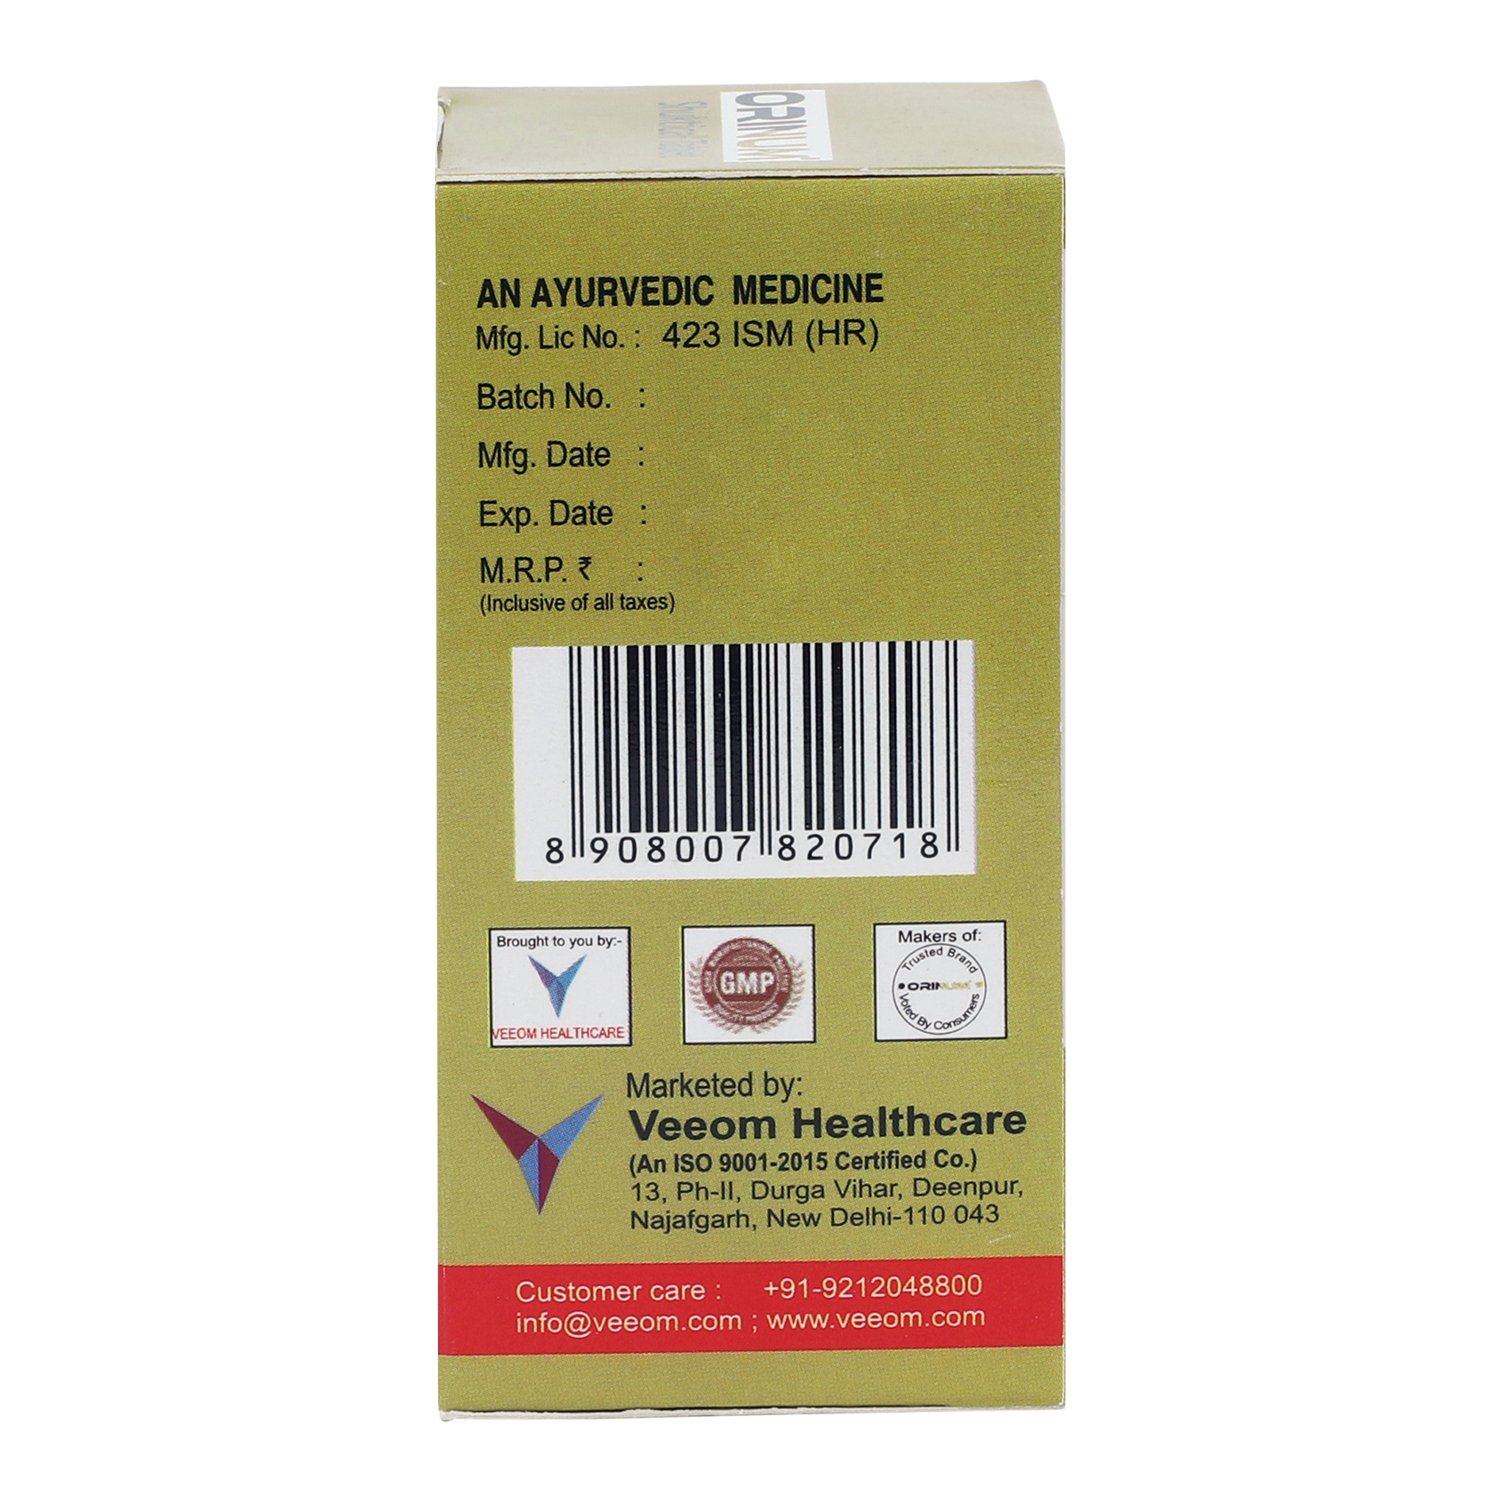 ORINUM
AN AYURVEDIC MEDICINE
Mfg. Lic No. : 423 ISM (HR)
Batch No. :
Mfg. Date :
Exp. Date :
M.R.P. ₹ :
(Inclusive of all taxes)
8 908007 820718
Brought to you by:-
VEEOM HEALTHCARE
GMP
Makers of:
Trusted Brand
ORINUM
Voted By Consumers
Marketed by:
Veeom Healthcare
(An ISO 9001-2015 Certified Co.)
13, Ph-II, Durga Vihar, Deenpur,
Najafgarh, New Delhi-110 043
Customer care : +91-9212048800
info@veeom.com ; www.veeom.com